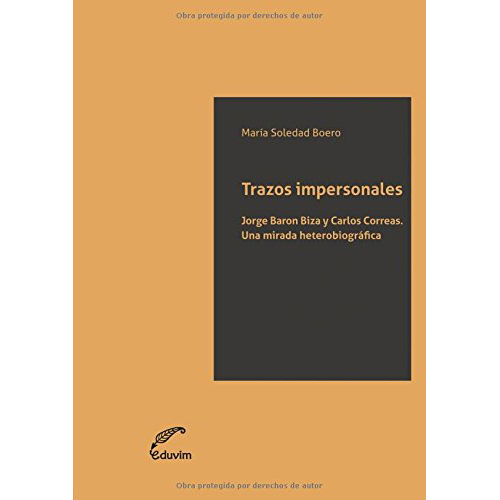 Obra protegida por derechos de autor
María Soledad Boero
Trazos impersonales
Jorge Baron Biza y Carlos Correas.
Una mirada heterobiográfica
eduvim
Obra protegida por derechos de autor